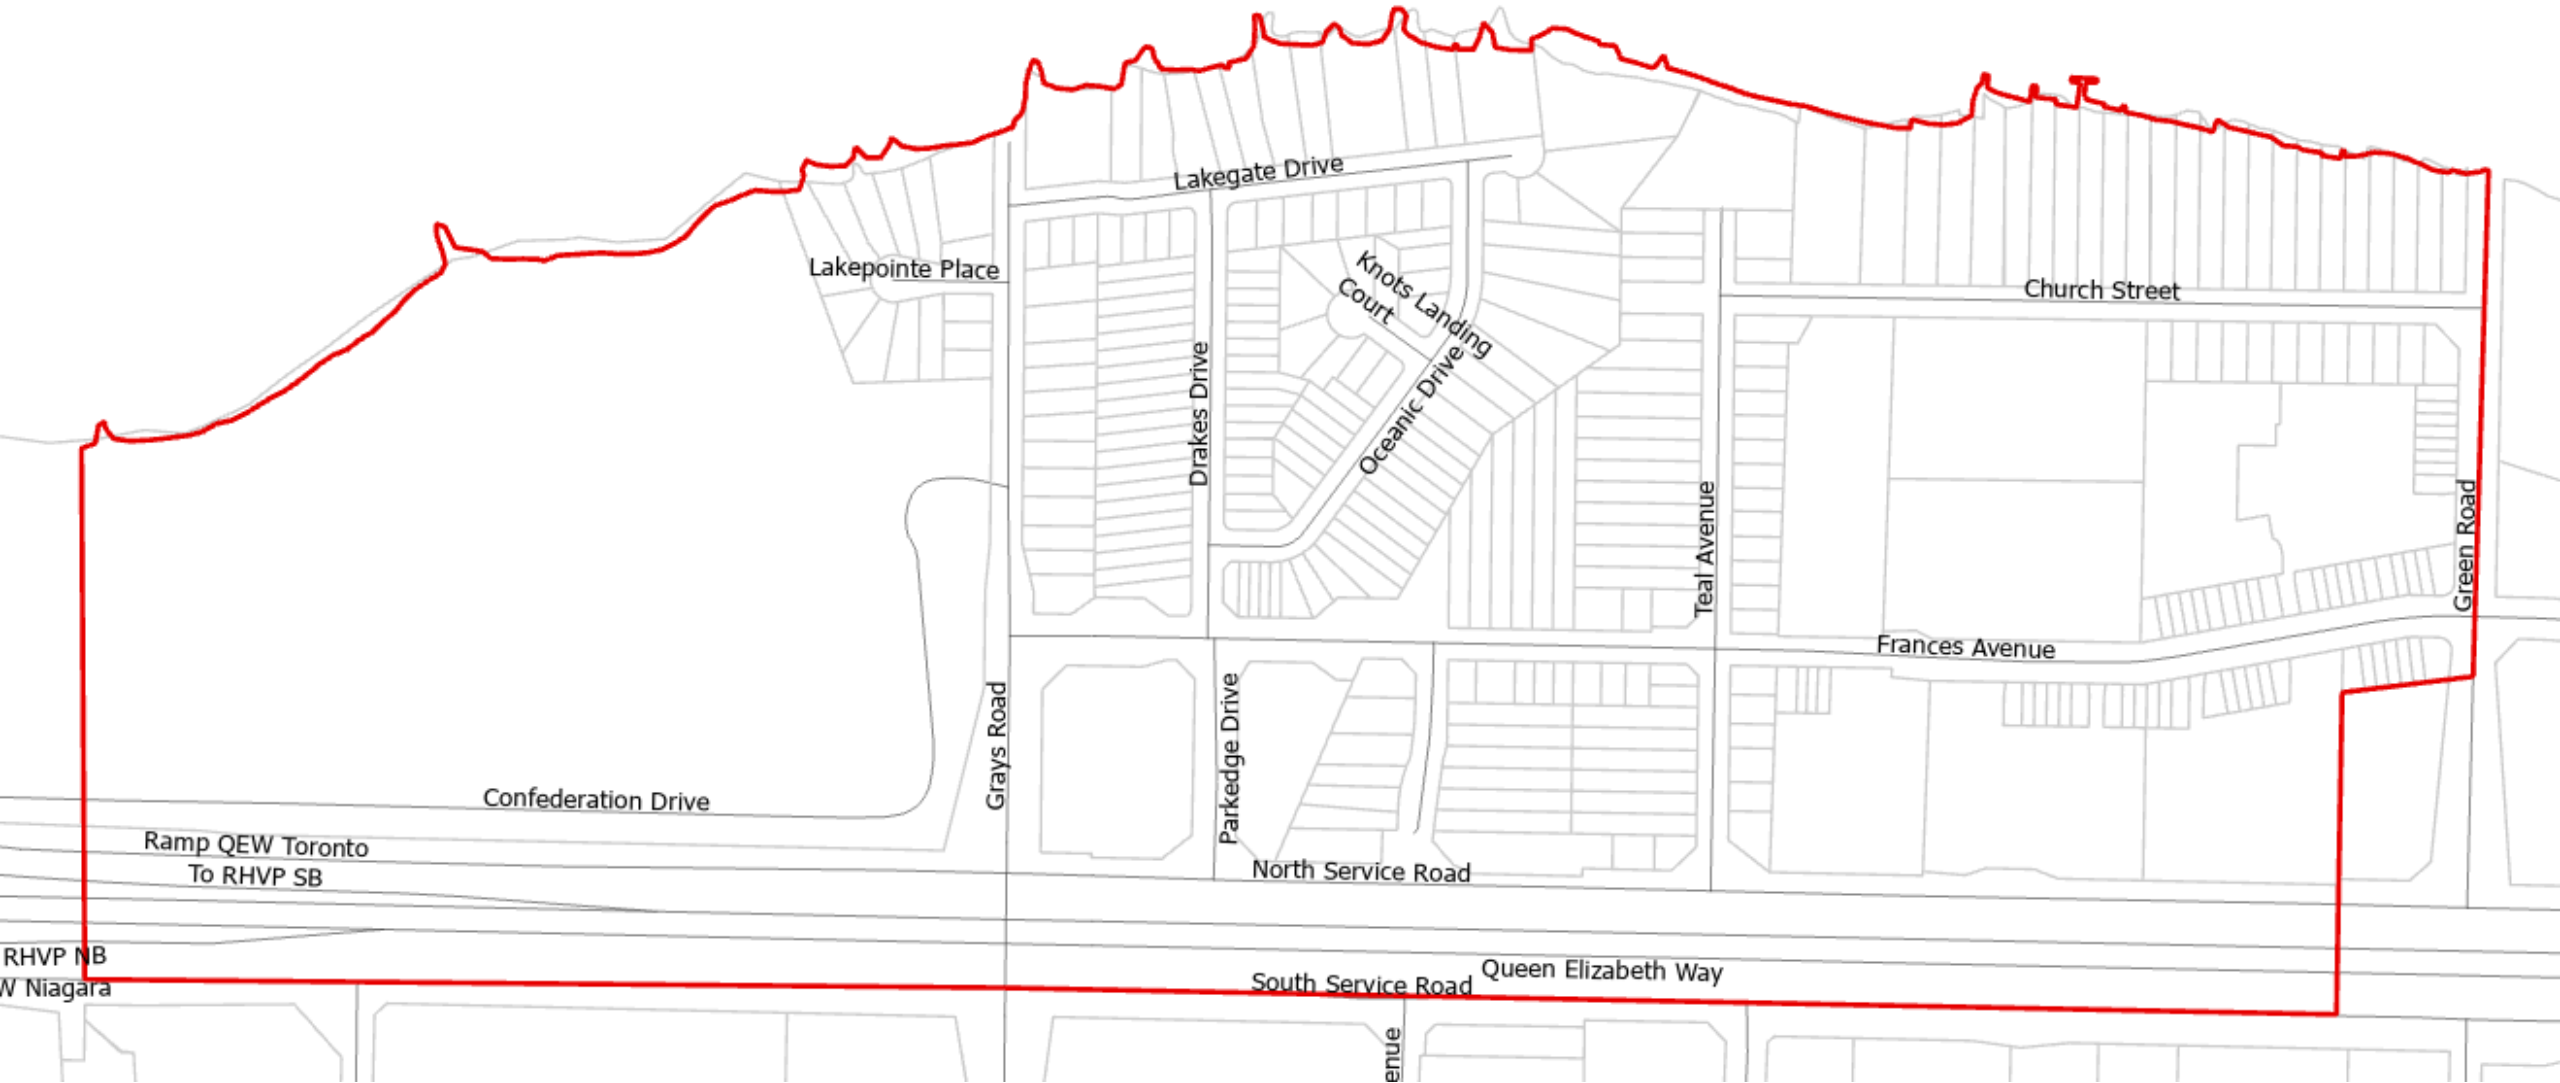 Lakegate Drive
Lakepointe Place
Knots Landing
Court
Church Street
Drakes Drive
Oceanic Drive
Teal Avenue
Green Road
Frances Avenue
Grays Road
Parkedge Drive
Confederation Drive
Ramp QEW Toronto
To RHVP SB
North Service Road
RHVP NB
W Niagara
South Service Road
Queen Elizabeth Way
enue